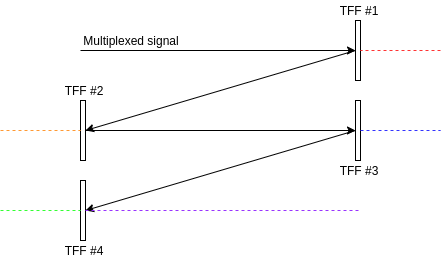 TFF #1
Multiplexed signal
TFF #2
TFF #3
TFF #4